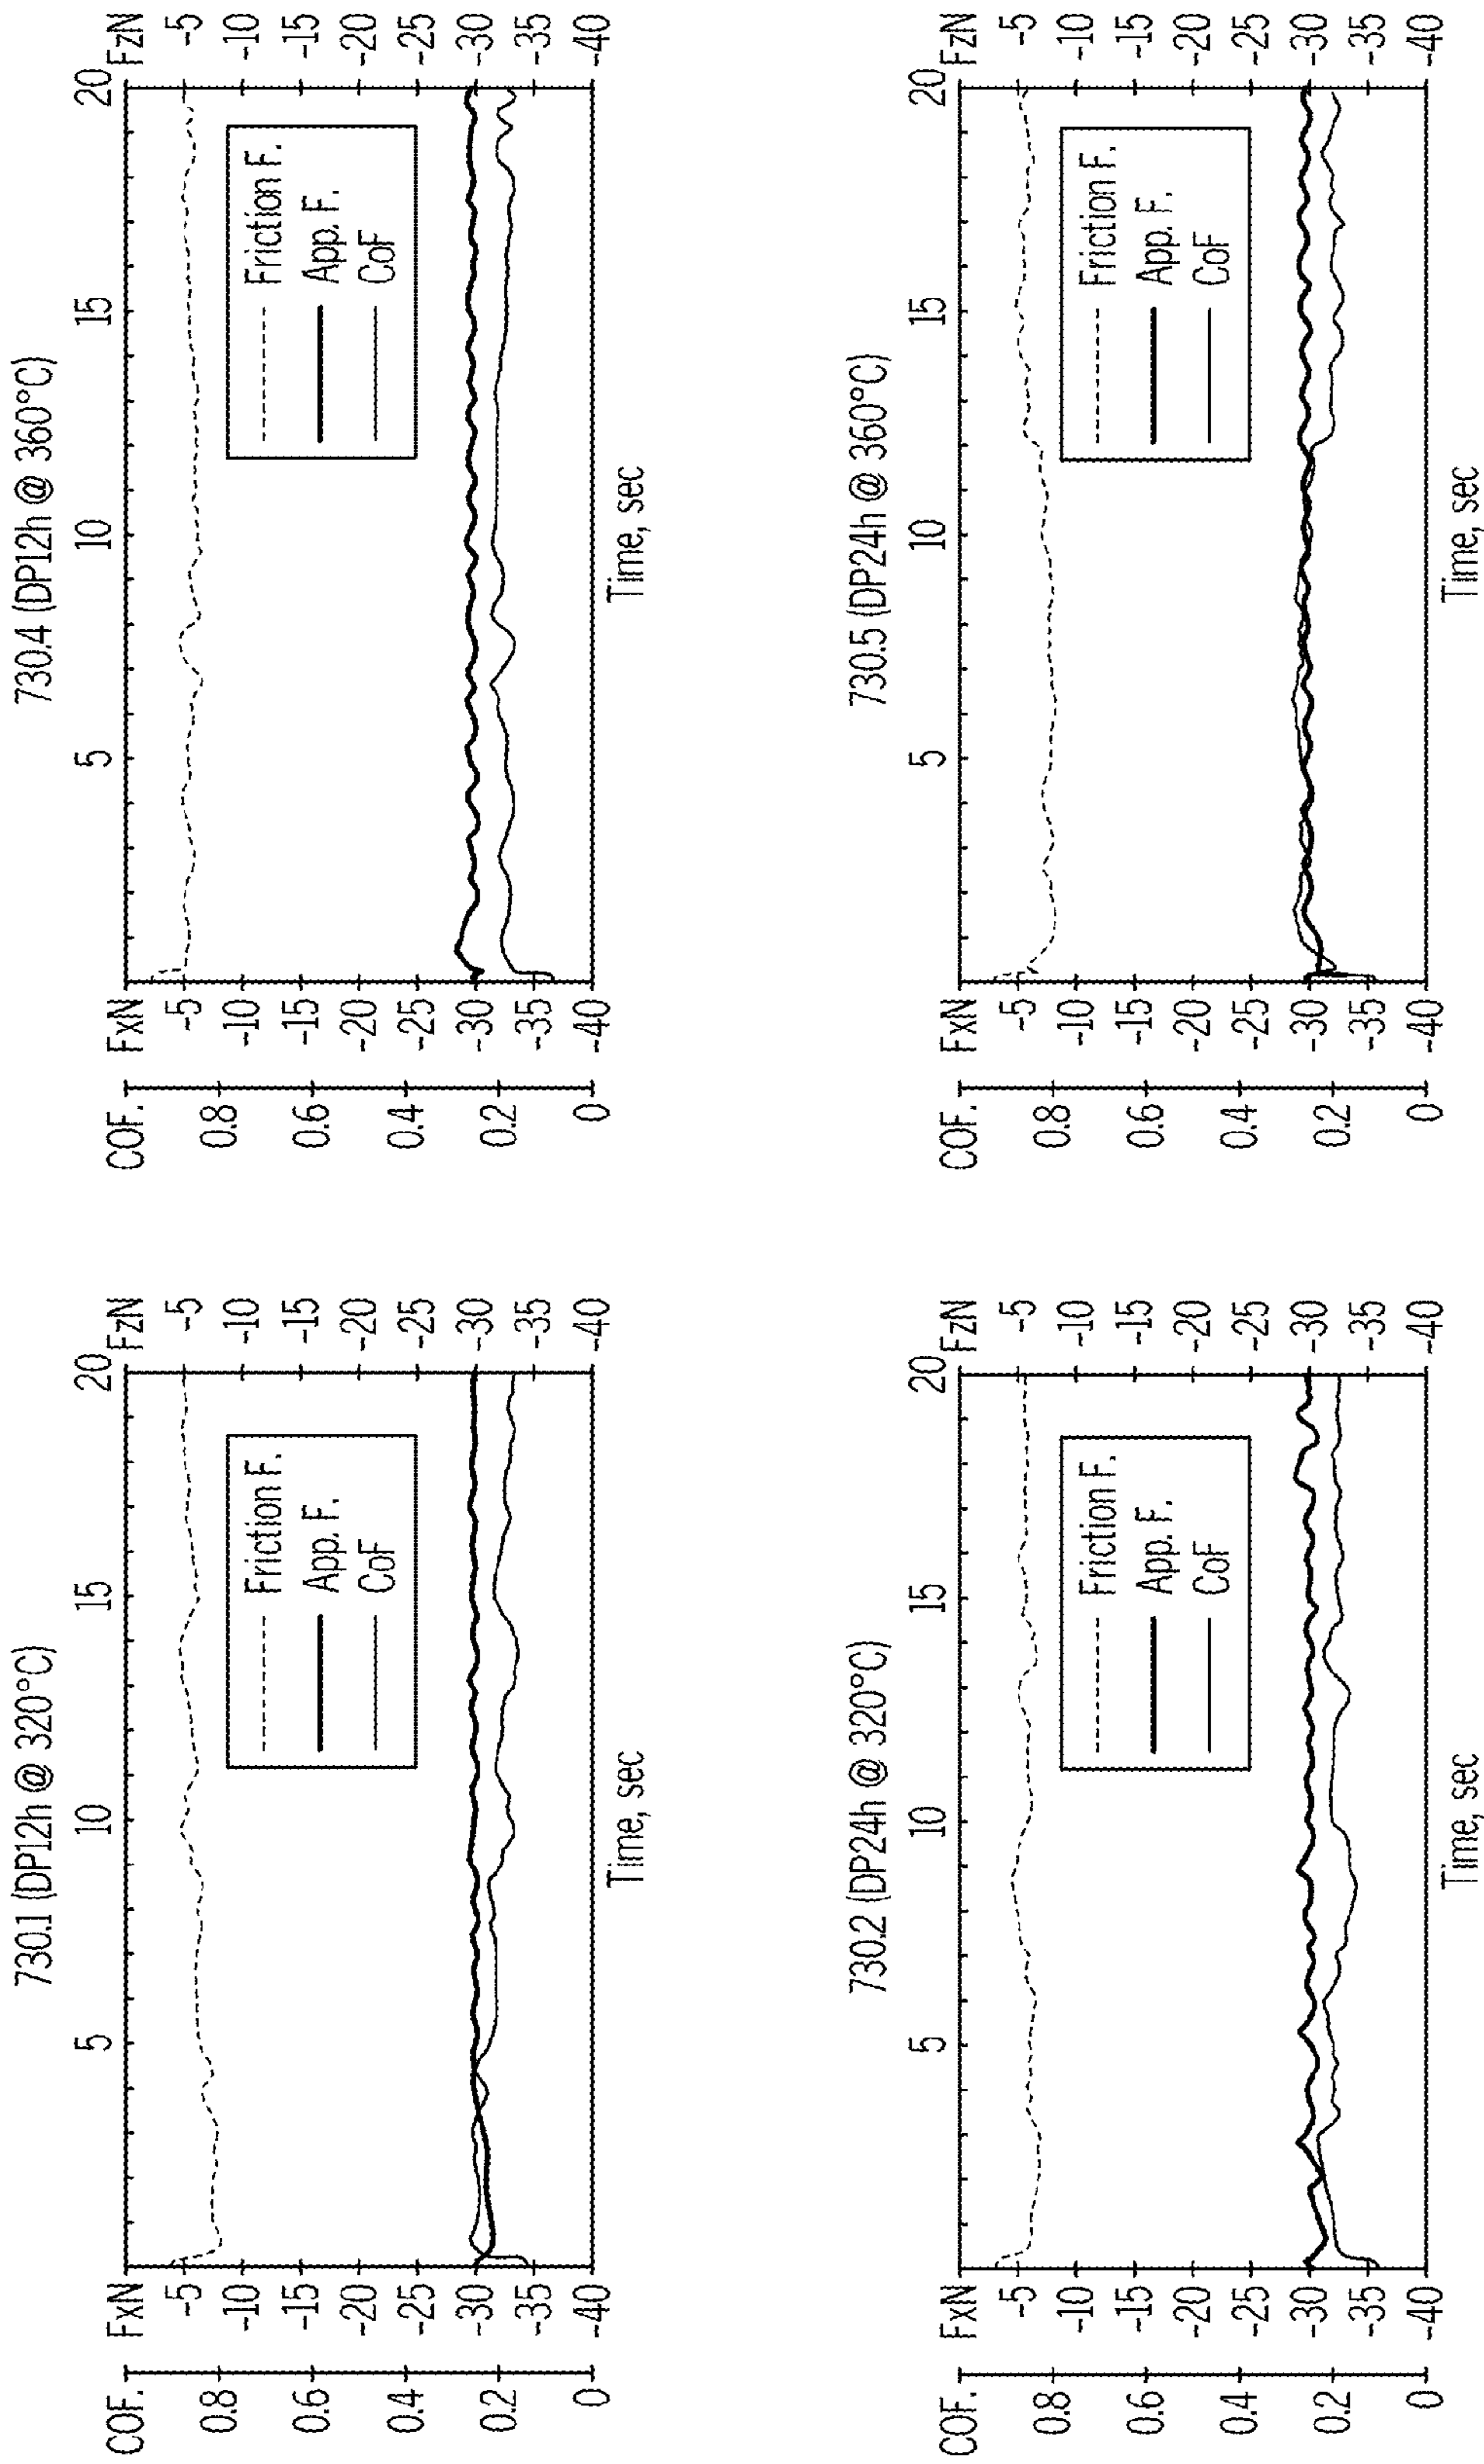 730.1 (DP12h @ 320°C)
COF. FxN 5 10 15 20 FzN
-5 -5
0.8 -10 -10
0.6 -15 -15
-20 -20
0.4 -25 -25
0.2 -30 -30
-35 -35
0 -40 -40
Friction F.
App. F.
CoF
Time, sec
730.4 (DP12h @ 360°C)
COF. FxN 5 10 15 20 FzN
-5 -5
0.8 -10 -10
0.6 -15 -15
-20 -20
0.4 -25 -25
0.2 -30 -30
-35 -35
0 -40 -40
Friction F.
App. F.
CoF
Time, sec
730.2 (DP24h @ 320°C)
COF. FxN 5 10 15 20 FzN
-5 -5
0.8 -10 -10
0.6 -15 -15
-20 -20
0.4 -25 -25
0.2 -30 -30
-35 -35
0 -40 -40
Friction F.
App. F.
CoF
Time, sec
730.5 (DP24h @ 360°C)
COF. FxN 5 10 15 20 FzN
-5 -5
0.8 -10 -10
0.6 -15 -15
-20 -20
0.4 -25 -25
0.2 -30 -30
-35 -35
0 -40 -40
Friction F.
App. F.
CoF
Time, sec